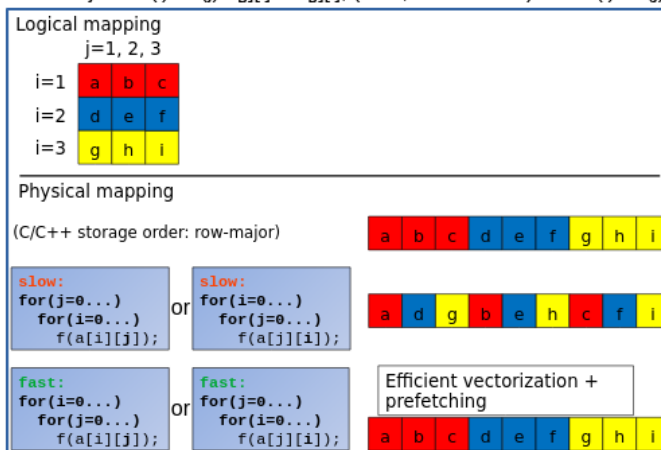 Logical mapping
j=1, 2, 3
i=1 a b c
i=2 d e f
i=3 g h i
Physical mapping
(C/C++ storage order: row-major)
a b c d e f g h i
slow:
for(j=0...)
for(i=0...)
f(a[i][j]);
or
slow:
for(i=0...)
for(j=0...)
f(a[j][i]);
a d g b e h c f i
fast:
for(i=0...)
for(j=0...)
f(a[i][j]);
or
fast:
for(j=0...)
for(i=0...)
f(a[j][i]);
Efficient vectorization +
prefetching
a b c d e f g h i